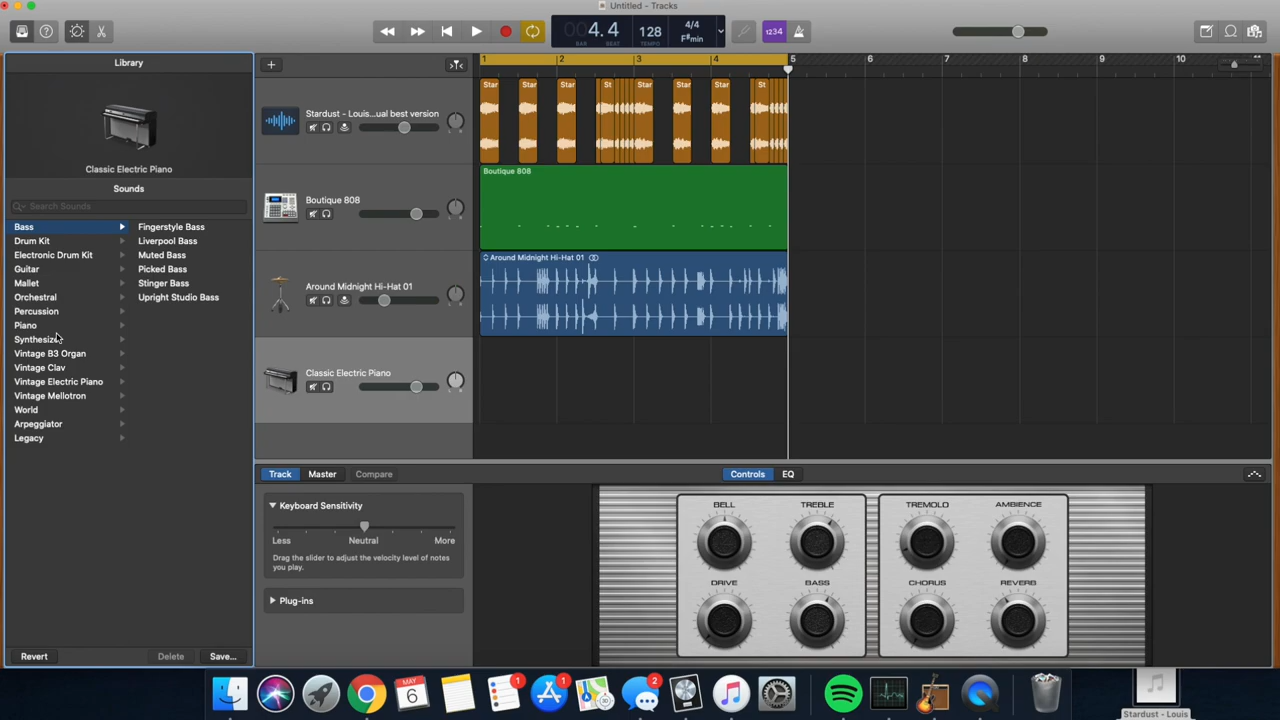 Untitled - Tracks
4.4
BAR BEAT
128
TEMPO
4/4
F#min
1234
Library
Classic Electric Piano
Sounds
Search Sounds
Bass
Drum Kit
Electronic Drum Kit
Guitar
Mallet
Orchestral
Percussion
Piano
Synthesizer
Vintage B3 Organ
Vintage Clav
Vintage Electric Piano
Vintage Mellotron
World
Arpeggiator
Legacy
Fingerstyle Bass
Liverpool Bass
Muted Bass
Picked Bass
Stinger Bass
Upright Studio Bass
Revert
Delete
Save...
1 2 3 4 5 6 7 8 9 10 11
Stardust - Louis...ual best version
Star Star Star St Star Star Star St
Boutique 808
Boutique 808
Around Midnight Hi-Hat 01
Around Midnight Hi-Hat 01
Classic Electric Piano
Track
Master
Compare
Controls
EQ
Keyboard Sensitivity
Less
Neutral
More
Drag the slider to adjust the velocity level of notes
you play.
Plug-ins
BELL
TREBLE
TREMOLO
AMBIENCE
DRIVE
BASS
CHORUS
REVERB
MAY
6
1
1
2
Stardust - Louis